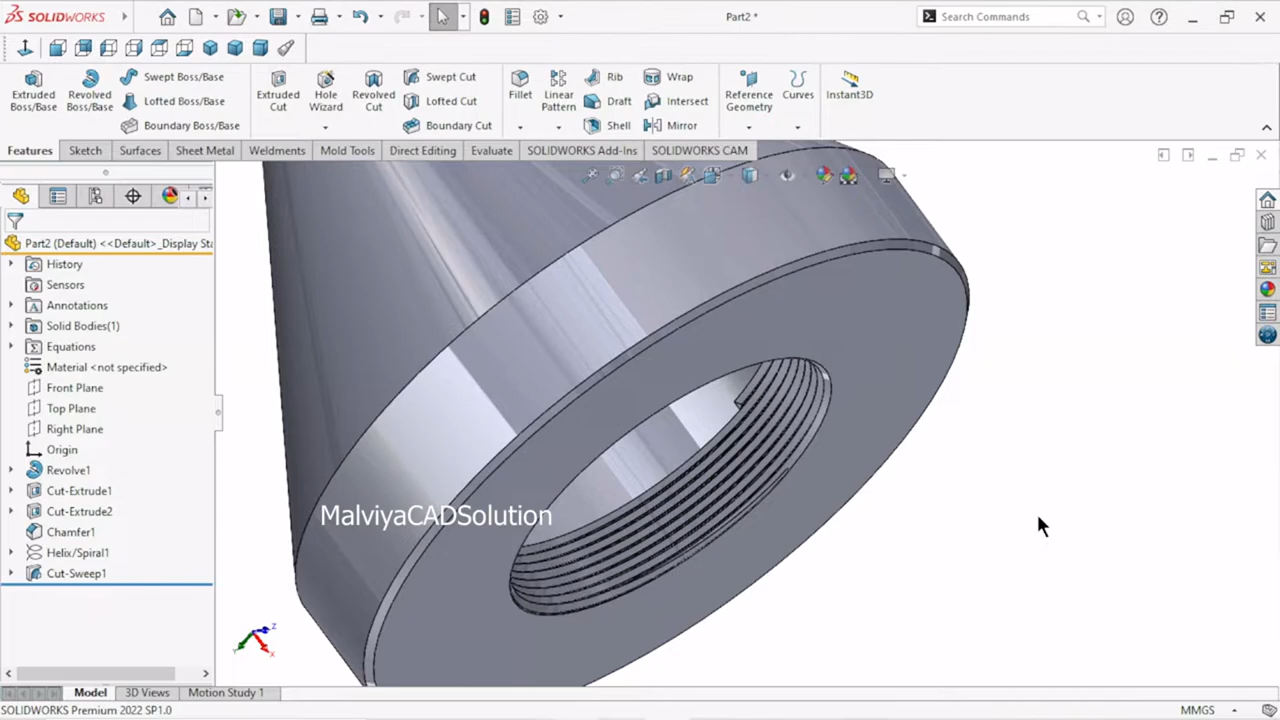 SOLIDWORKS
Part2 *
Search Commands
Extruded Boss/Base
Revolved Boss/Base
Swept Boss/Base
Lofted Boss/Base
Boundary Boss/Base
Extruded Cut
Hole Wizard
Revolved Cut
Swept Cut
Lofted Cut
Boundary Cut
Fillet
Linear Pattern
Rib
Draft
Shell
Wrap
Intersect
Mirror
Reference Geometry
Curves
Instant3D
Features
Sketch
Surfaces
Sheet Metal
Weldments
Mold Tools
Direct Editing
Evaluate
SOLIDWORKS Add-Ins
SOLIDWORKS CAM
Part2 (Default) <<Default>_Display Sta
History
Sensors
Annotations
Solid Bodies(1)
Equations
Material <not specified>
Front Plane
Top Plane
Right Plane
Origin
Revolve1
Cut-Extrude1
Cut-Extrude2
Chamfer1
Helix/Spiral1
Cut-Sweep1
MalviyaCADSolution
Z
Y
X
Model
3D Views
Motion Study 1
SOLIDWORKS Premium 2022 SP1.0
MMGS